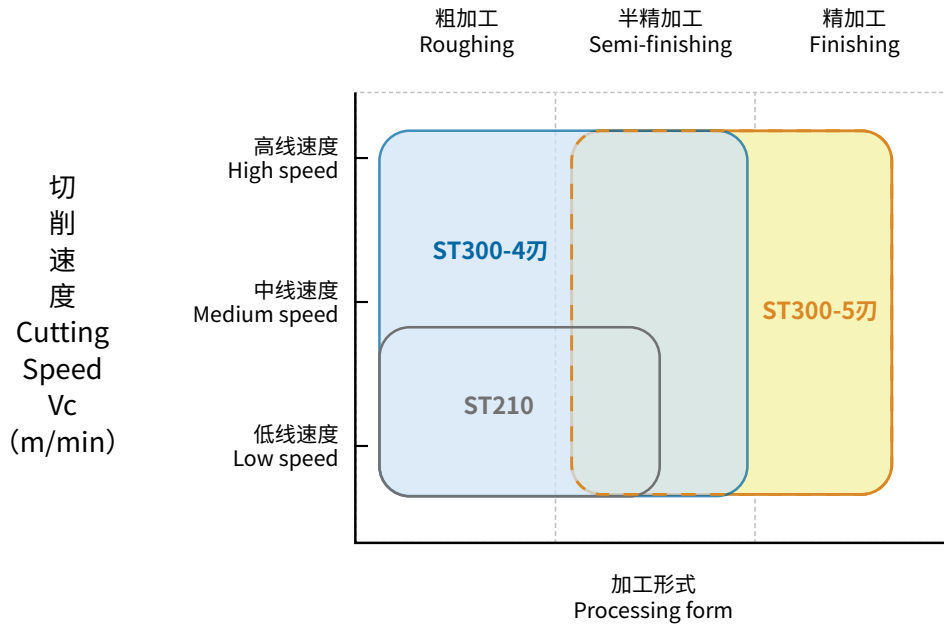 粗加工
Roughing
半精加工
Semi-finishing
精加工
Finishing
切
削
速
度
Cutting
Speed
Vc
（m/min）
高线速度
High speed
中线速度
Medium speed
低线速度
Low speed
ST300-4刃
ST300-5刃
ST210
加工形式
Processing form